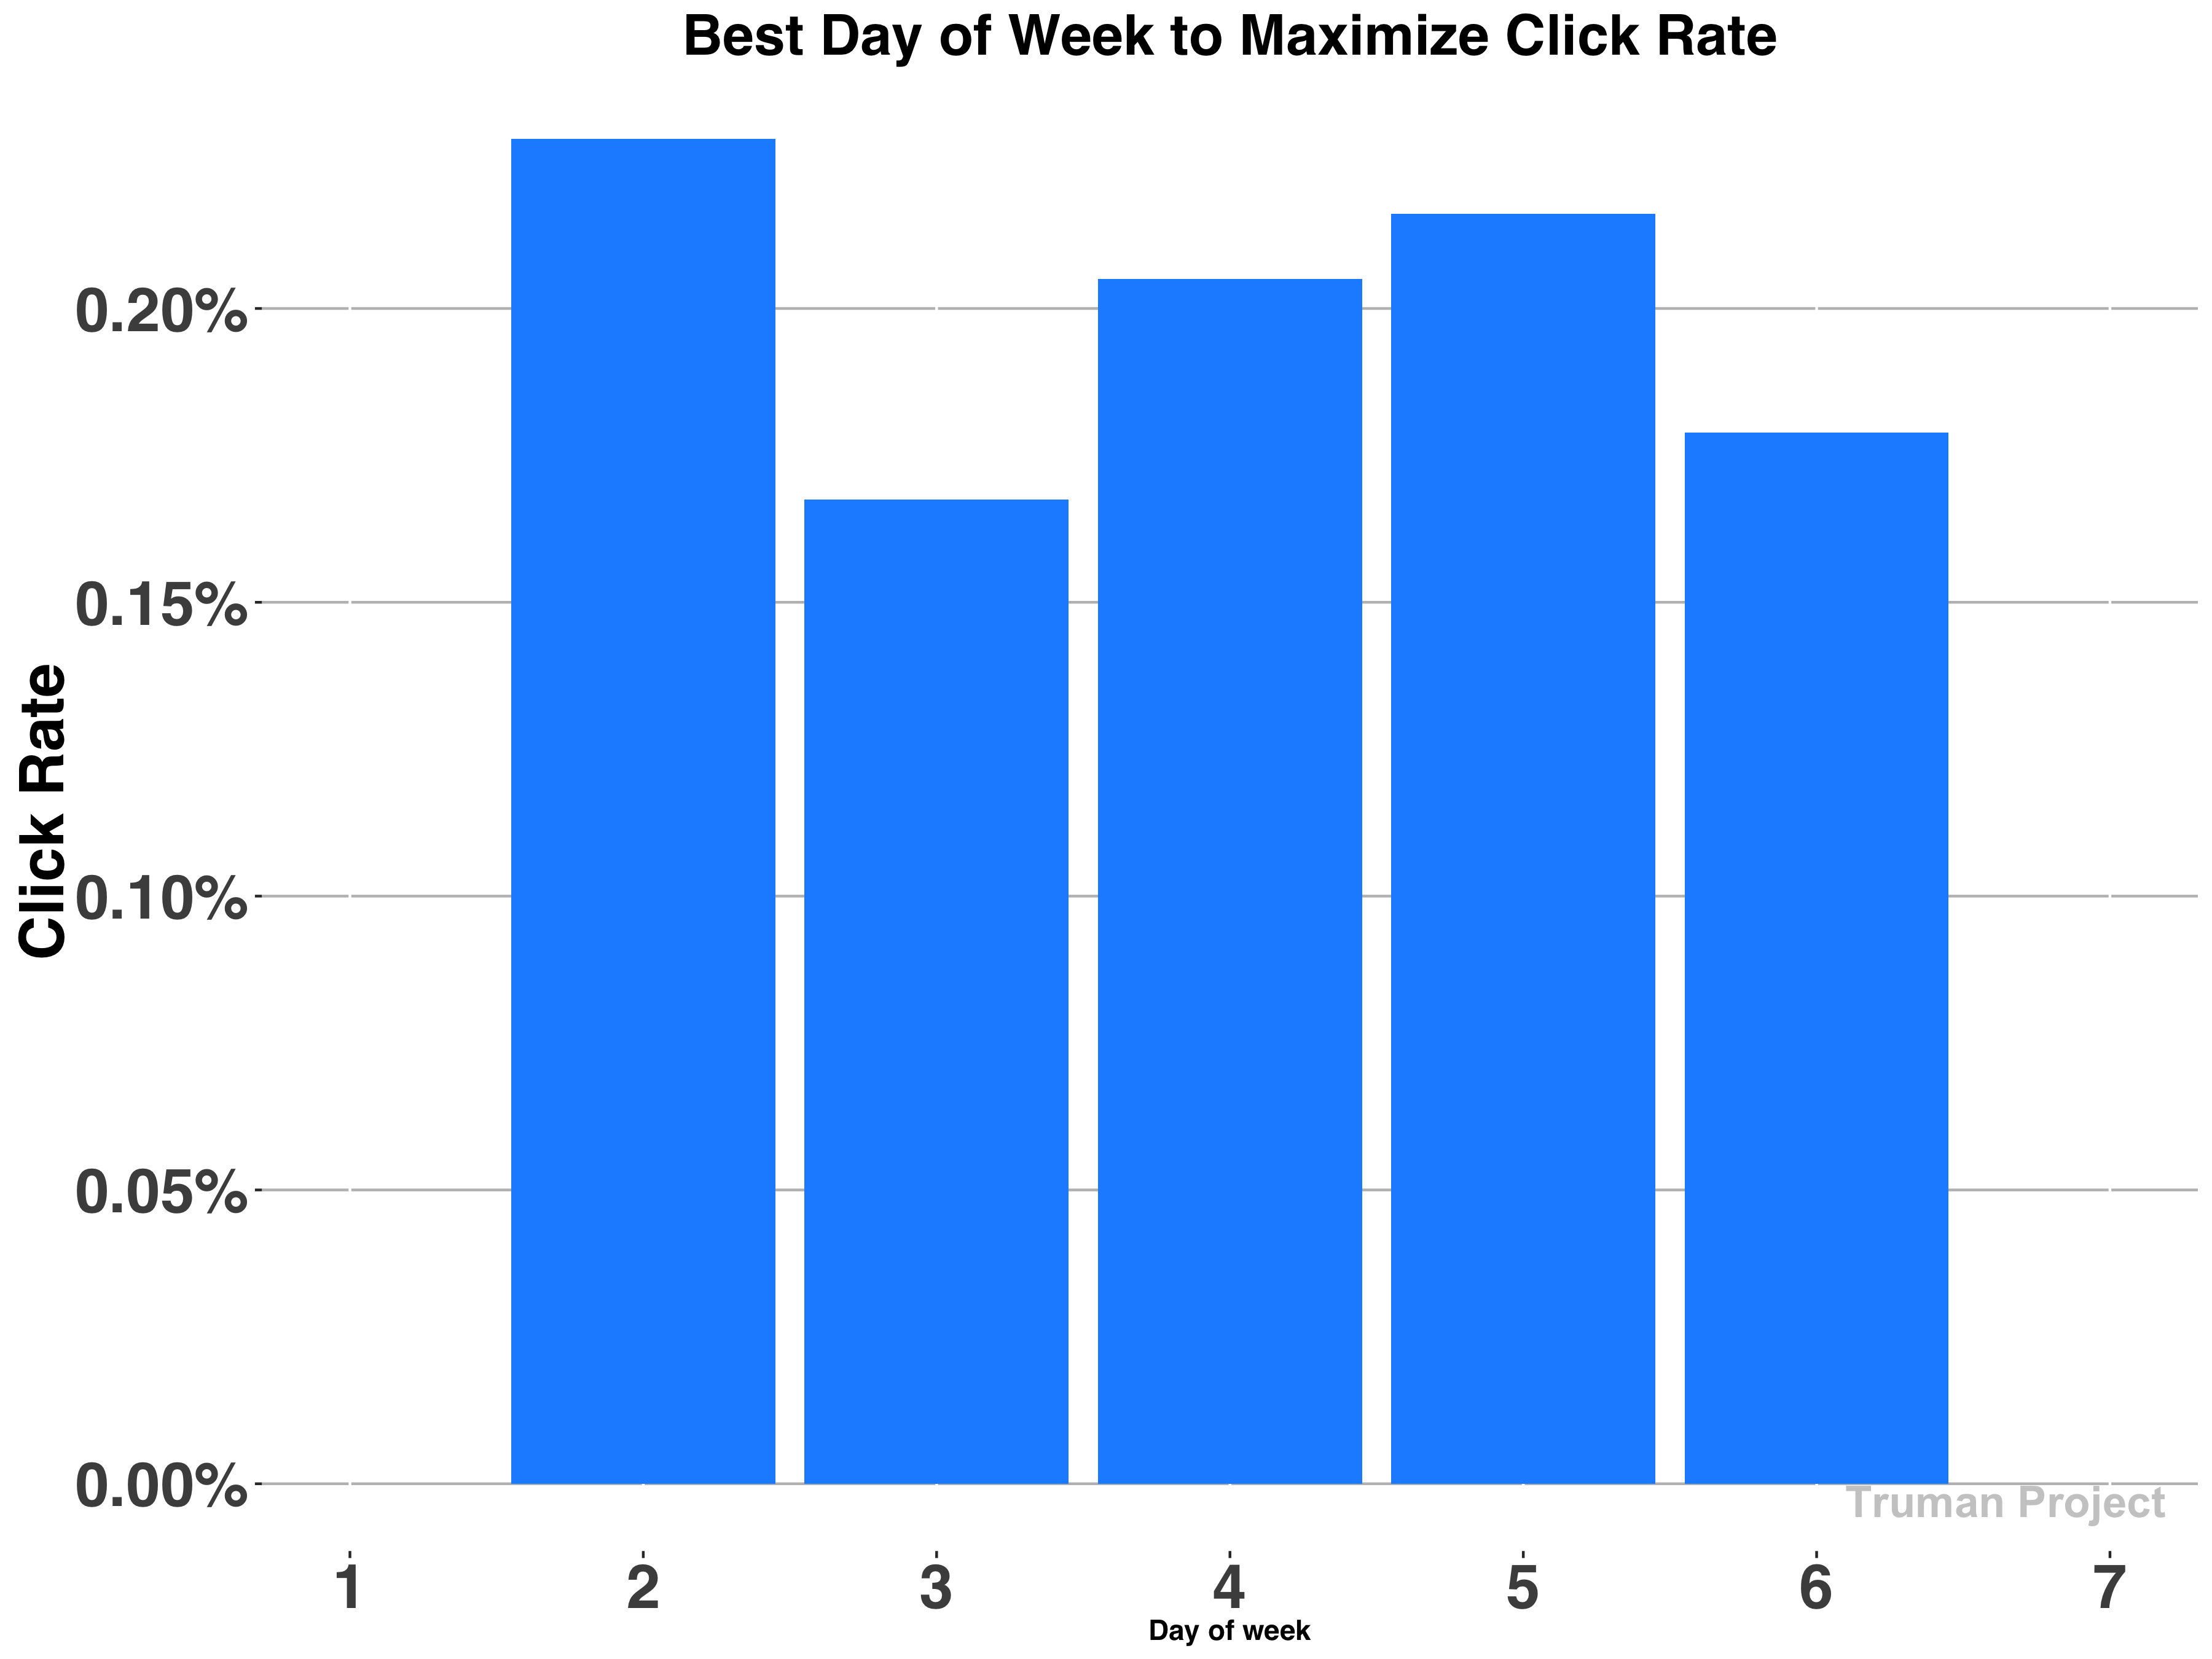 Best Day of Week to Maximize Click Rate
Click Rate
0.20%
0.15%
0.10%
0.05%
0.00%
Truman Project
1 2 3 4 5 6 7
Day of week